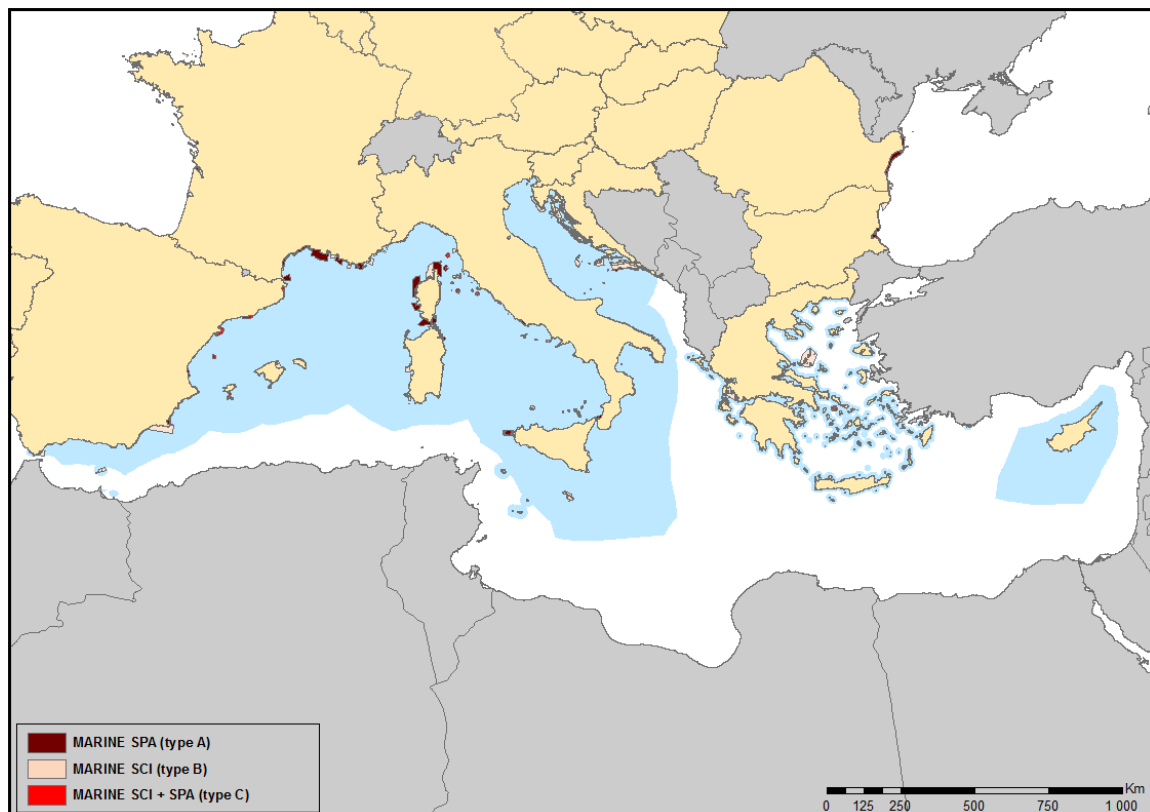 MARINE SPA (type A)
MARINE SCI (type B)
MARINE SCI + SPA (type C)
Km
0 125 250 500 750 1 000